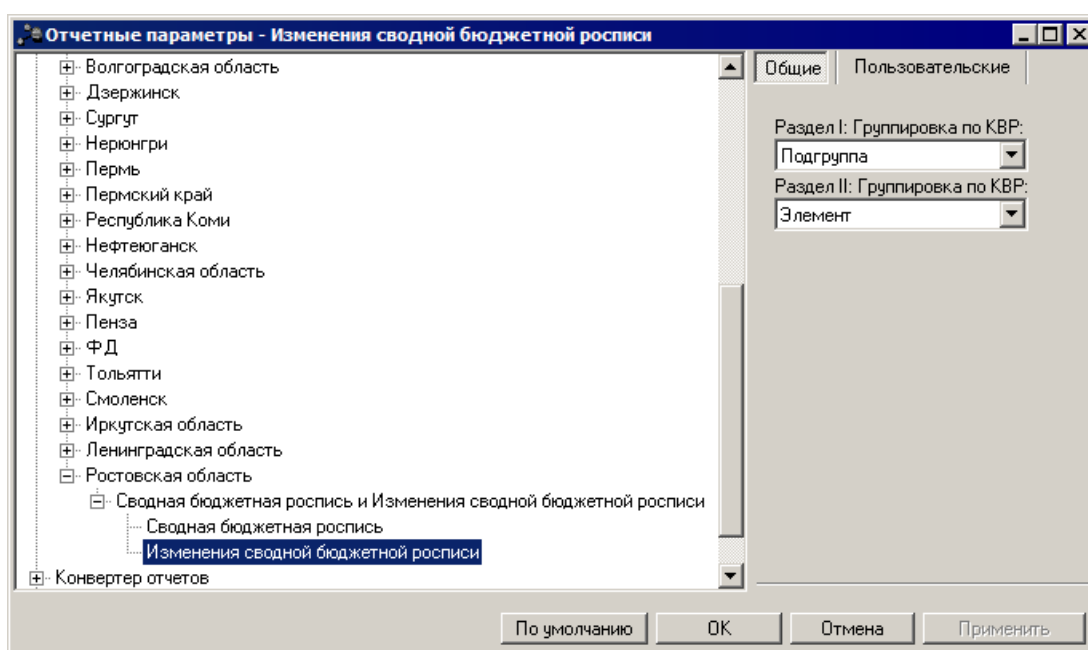 Отчетные параметры - Изменения сводной бюджетной росписи
Волгоградская область
Дзержинск
Сургут
Нерюнгри
Пермь
Пермский край
Республика Коми
Нефтеюганск
Челябинская область
Якутск
Пенза
ФД
Тольятти
Смоленск
Иркутская область
Ленинградская область
Ростовская область
Сводная бюджетная роспись и Изменения сводной бюджетной росписи
Сводная бюджетная роспись
Изменения сводной бюджетной росписи
Конвертер отчетов
Общие Пользовательские
Раздел I: Группировка по КВР:
Подгруппа
Раздел II: Группировка по КВР:
Элемент
По умолчанию OK Отмена Применить